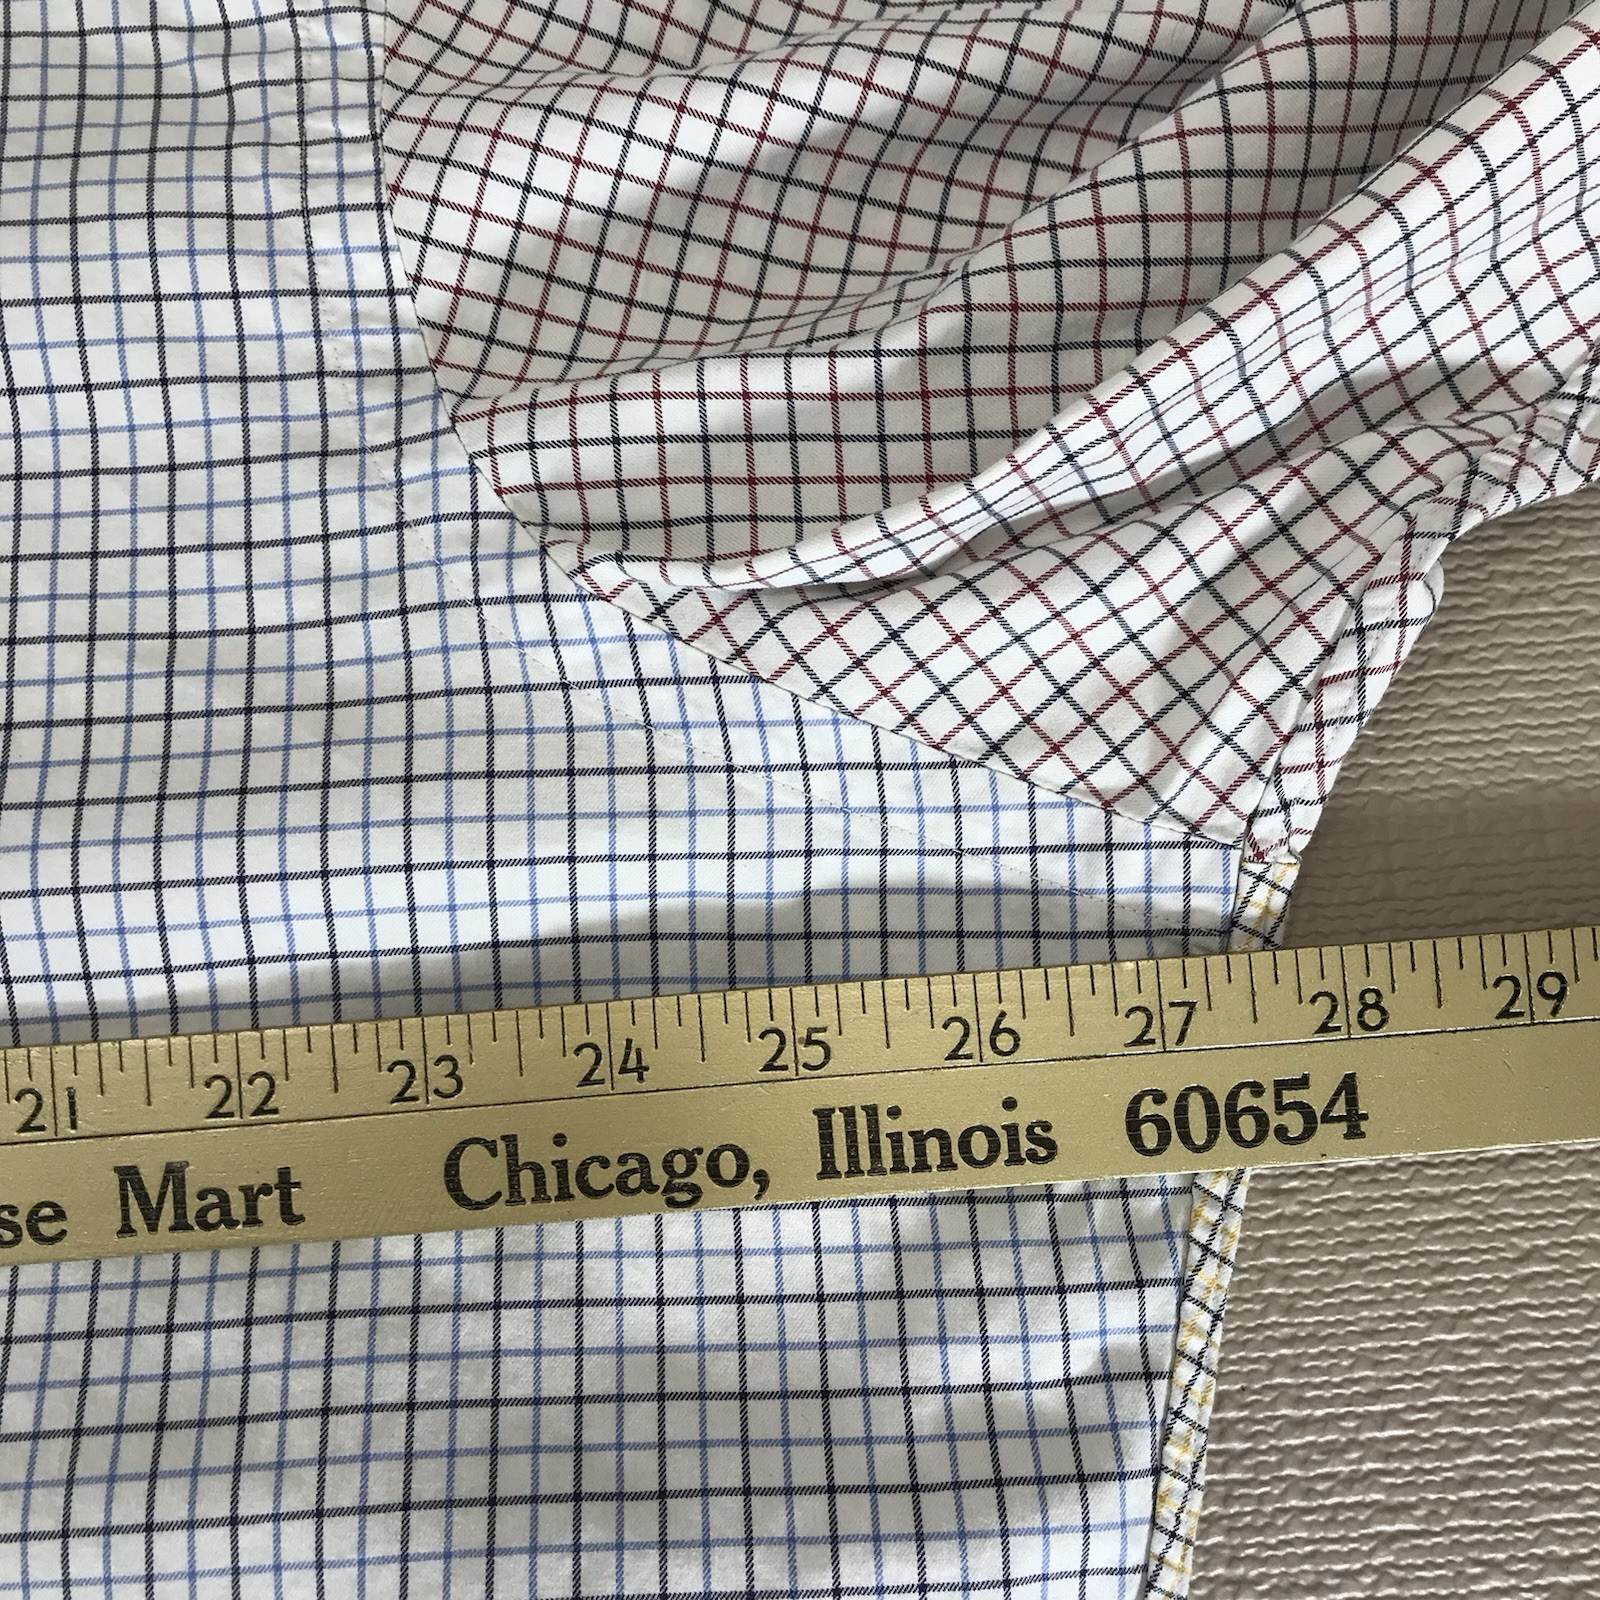 21 22 23 24 25 26 27 28 29
se Mart Chicago, Illinois 60654